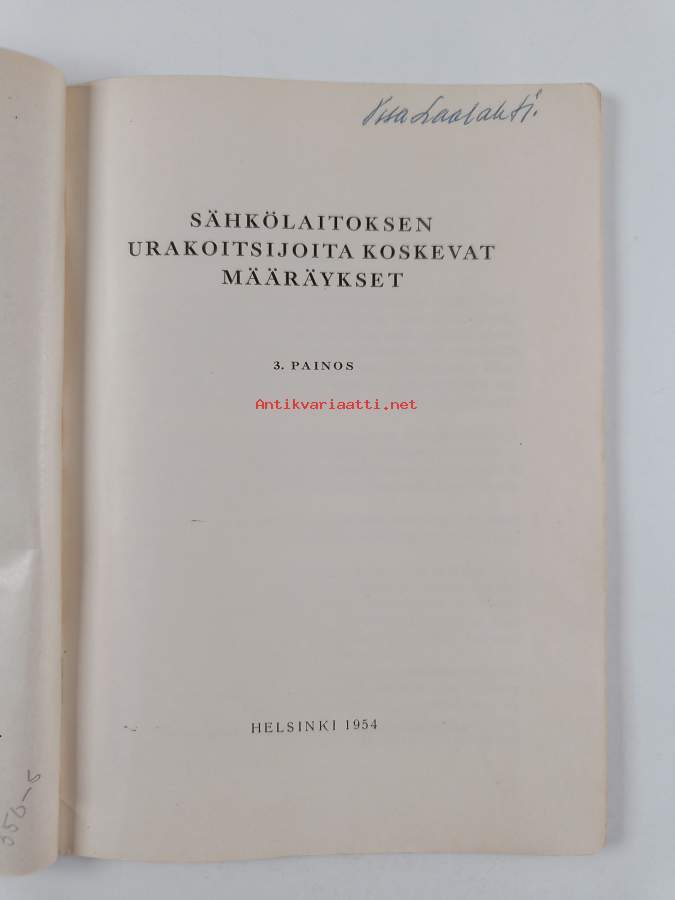 SÄHKÖLAITOKSEN
URAKOITSIJOITA KOSKEVAT
MÄÄRÄYKSET
3. PAINOS
Antikvariaatti.net
HELSINKI 1954